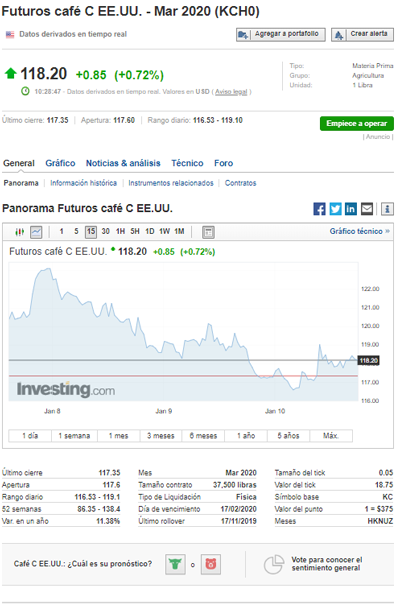 Futuros café C EE.UU. - Mar 2020 (KCH0)
Datos derivados en tiempo real
Agregar a portafolio
Crear alerta
118.20 +0.85 (+0.72%)
10:28:47 - Datos derivados en tiempo real. Valores en USD ( Aviso legal )
Tipo: Materia Prima
Grupo: Agricultura
Unidad: 1 Libra
Último cierre: 117.35 Apertura: 117.60 Rango diario: 116.53 - 119.10
Empiece a operar
( Anuncio )
General Gráfico Noticias & análisis Técnico Foro
Panorama Información histórica Instrumentos relacionados Contratos
Panorama Futuros café C EE.UU.
1 5 15 30 1H 5H 1D 1W 1M
Gráfico técnico »
Futuros café C EE.UU. 118.20 +0.85 (+0.72%)
122.00
121.00
120.00
119.00
118.20
117.00
116.00
Investing.com
Jan 8 Jan 9 Jan 10
1 día 1 semana 1 mes 3 meses 6 meses 1 año 5 años Máx.
Último cierre 117.35 Mes Mar 2020 Tamaño del tick 0.05
Apertura 117.6 Tamaño contrato 37,500 libras Valor del tick 18.75
Rango diario 116.53 - 119.1 Tipo de Liquidación Física Símbolo base KC
52 semanas 86.35 - 138.4 Día de vencimiento 17/02/2020 Valor del punto 1 = $375
Var. en un año 11.38% Último rollover 17/11/2019 Meses HKNUZ
Café C EE.UU.: ¿Cuál es su pronóstico? o
Vote para conocer el
sentimiento general